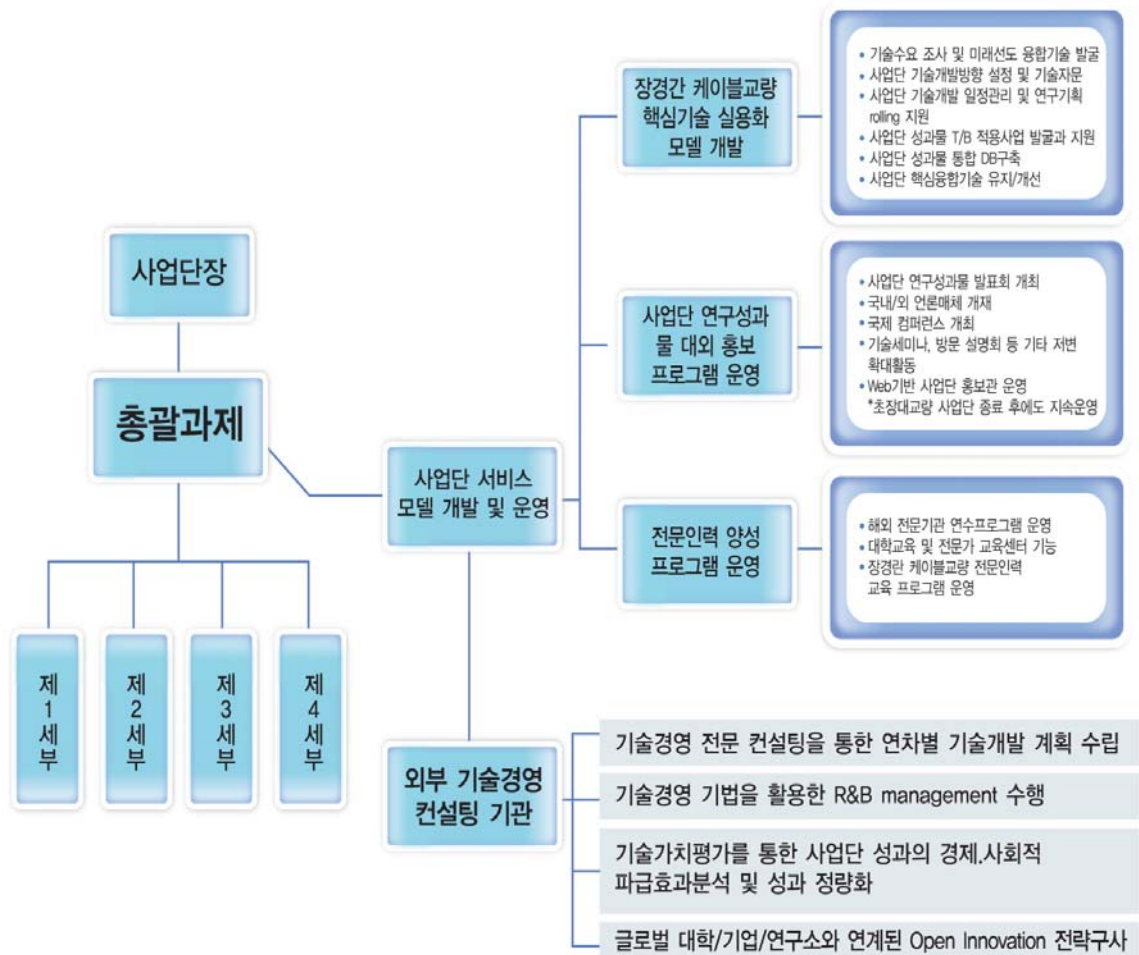 사업단장
총괄과제
제1세부
제2세부
제3세부
제4세부
사업단 서비스
모델 개발 및 운영
장경간 케이블교량
핵심기술 실용화
모델 개발
• 기술수요 조사 및 미래선도 융합기술 발굴
• 사업단 기술개발방향 설정 및 기술자문
• 사업단 기술개발 일정관리 및 연구기획
rolling 지원
• 사업단 성과물 T/B 적용사업 발굴과 지원
• 사업단 성과물 통합 DB구축
• 사업단 핵심융합기술 유지/개선
사업단 연구성과
물 대외 홍보
프로그램 운영
• 사업단 연구성과물 발표회 개최
• 국내/외 언론매체 개재
• 국제 컴퍼런스 개최
• 기술세미나, 방문 설명회 등 기타 저변
확대활동
• Web기반 사업단 홍보관 운영
*초장대교량 사업단 종료 후에도 지속운영
전문인력 양성
프로그램 운영
• 해외 전문기관 연수프로그램 운영
• 대학교육 및 전문가 교육센터 기능
• 장경란 케이블교량 전문인력
교육 프로그램 운영
외부 기술경영
컨설팅 기관
기술경영 전문 컨설팅을 통한 연차별 기술개발 계획 수립
기술경영 기법을 활용한 R&B management 수행
기술가치평가를 통한 사업단 성과의 경제.사회적
파급효과분석 및 성과 정량화
글로벌 대학/기업/연구소와 연계된 Open Innovation 전략구사